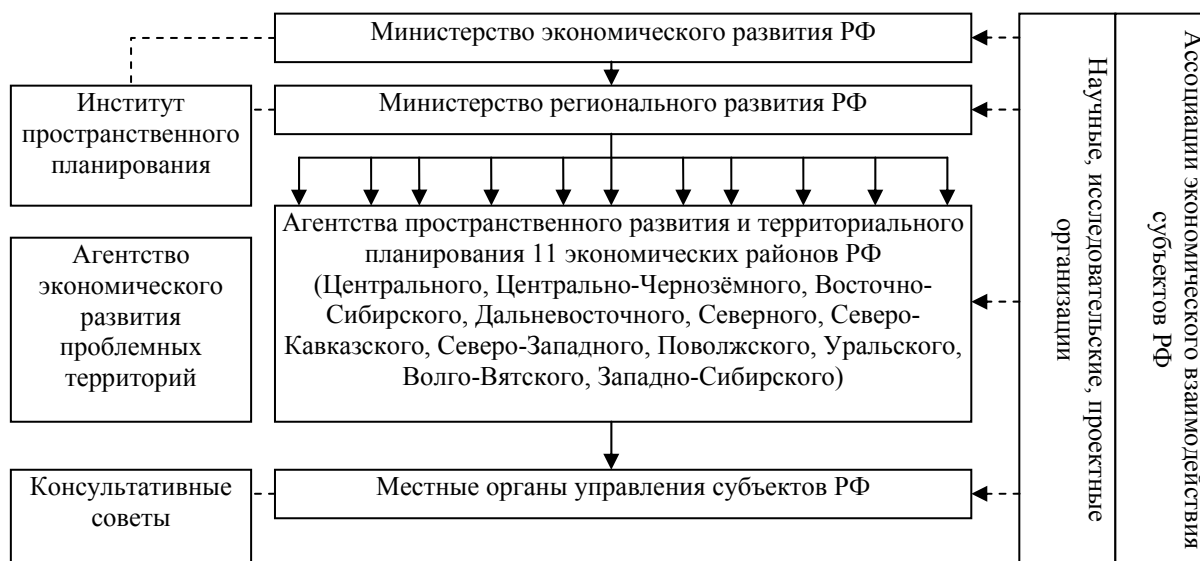 Министерство экономического развития РФ
Институт
пространственного
планирования
Министерство регионального развития РФ
Агентство
экономического
развития
проблемных
территорий
Агентства пространственного развития и территориального
планирования 11 экономических районов РФ
(Центрального, Центрально-Чернозёмного, Восточно-
Сибирского, Дальневосточного, Северного, Северо-
Кавказского, Северо-Западного, Поволжского, Уральского,
Волго-Вятского, Западно-Сибирского)
Консультативные
советы
Местные органы управления субъектов РФ
Научные, исследовательские, проектные
организации
Ассоциации экономического взаимодействия
субъектов РФ